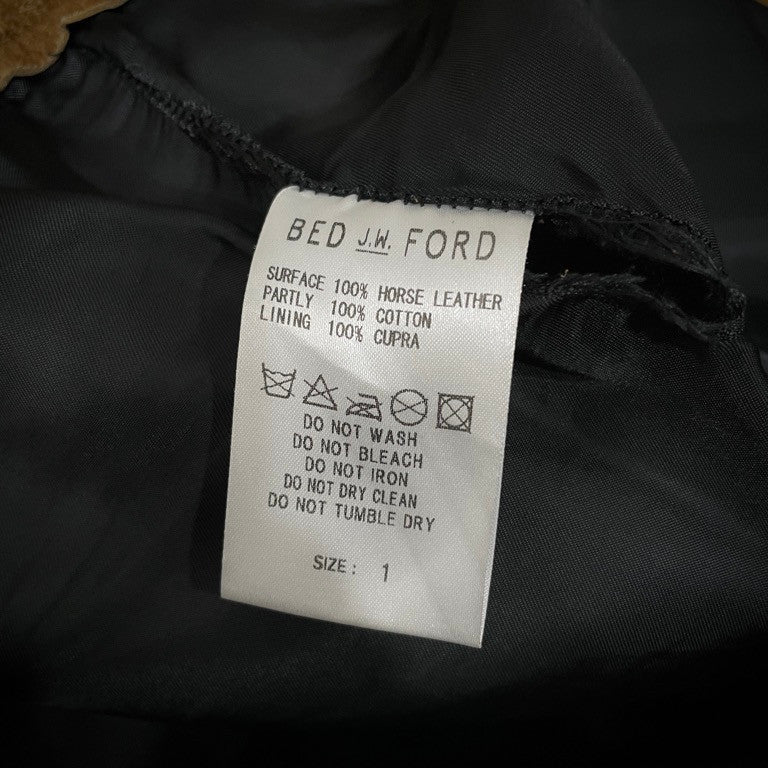 BED J.W. FORD
SURFACE 100% HORSE LEATHER
PARTLY 100% COTTON
LINING 100% CUPRA
DO NOT WASH
DO NOT BLEACH
DO NOT IRON
DO NOT DRY CLEAN
DO NOT TUMBLE DRY
SIZE: 1